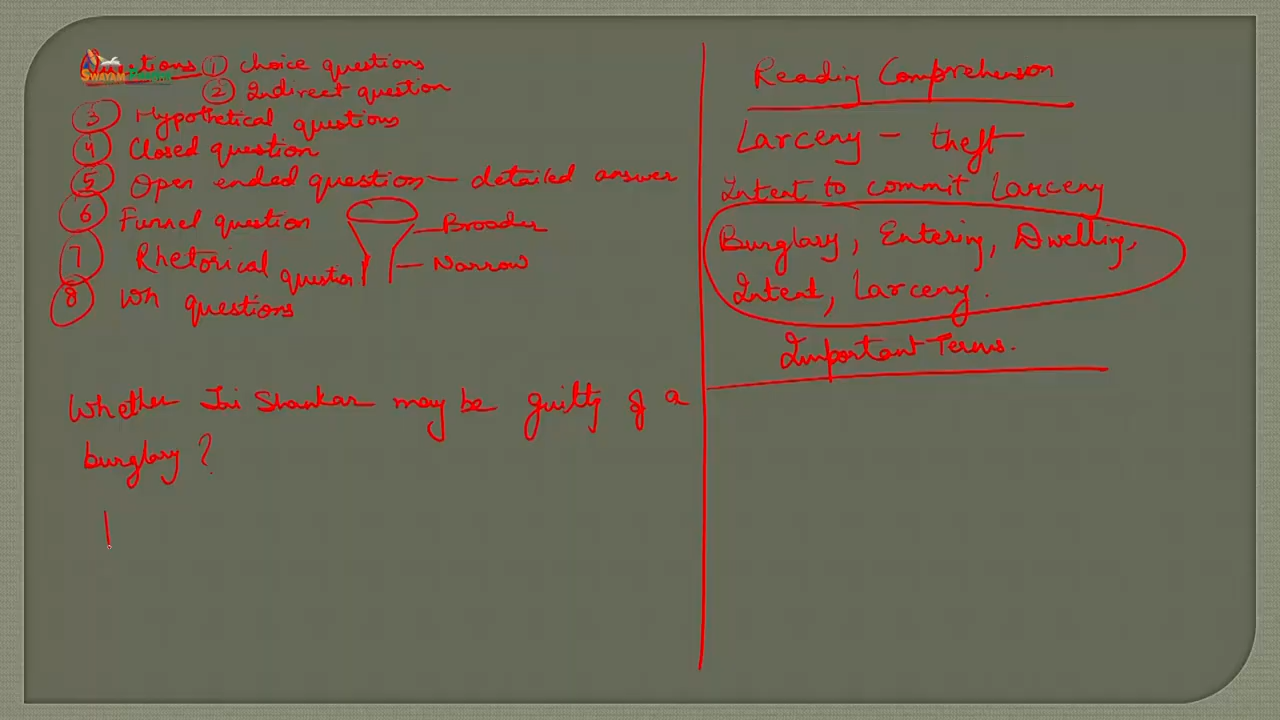 Questions ① choice questions
② Indirect question
③ Hypothetical questions
④ Closed question
⑤ Open ended question — detailed answer
⑥ Funnel question
Broader
Narrow
⑦ Rhetorical question
⑧ Wh questions
Whether Jai Shankar may be guilty of a
burglary?
Reading Comprehension
Larceny - theft
Intent to commit Larceny
Burglary, Entering, Dwelling,
Intent, Larceny.
Important Terms.
SWAYAM